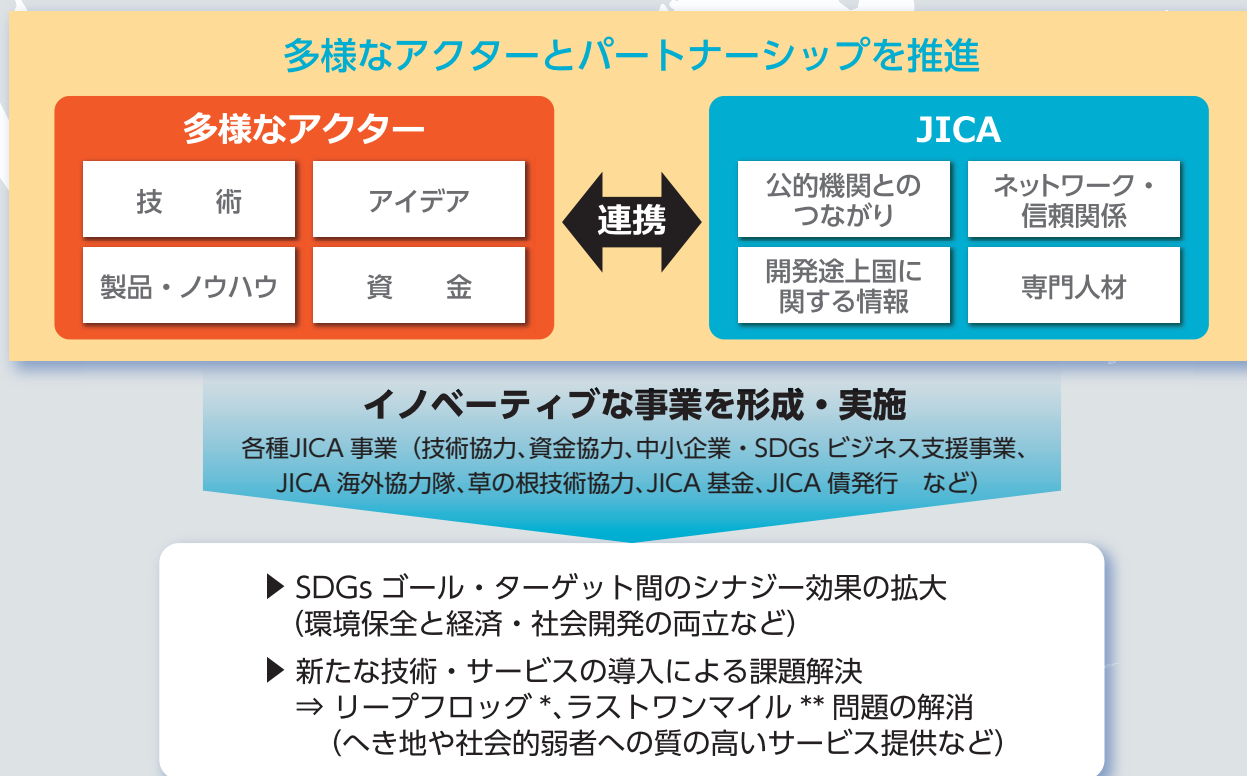 多様なアクターとパートナーシップを推進
多様なアクター
技　術
アイデア
製品・ノウハウ
資　金
連携
JICA
公的機関との
つながり
ネットワーク・
信頼関係
開発途上国に
関する情報
専門人材
イノベーティブな事業を形成・実施
各種JICA 事業（技術協力、資金協力、中小企業・SDGs ビジネス支援事業、
JICA 海外協力隊、草の根技術協力、JICA 基金、JICA 債発行　など）
▶ SDGs ゴール・ターゲット間のシナジー効果の拡大
（環境保全と経済・社会開発の両立など）
▶ 新たな技術・サービスの導入による課題解決
⇒ リープフロッグ *、ラストワンマイル ** 問題の解消
（へき地や社会的弱者への質の高いサービス提供など）